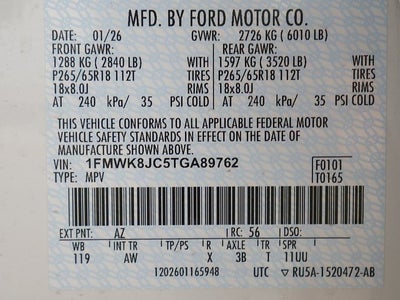 MFD. BY FORD MOTOR CO.
DATE: 01/26 GVWR: 2726 KG ( 6010 LB)
FRONT GAWR: REAR GAWR:
1288 KG ( 2840 LB) WITH 1597 KG ( 3520 LB) WITH
P265/65R18 112T TIRES P265/65R18 112T TIRES
18x8.0J RIMS 18x8.0J RIMS
AT 240 kPa/ 35 PSI COLD AT 240 kPa/ 35 PSI COLD
THIS VEHICLE CONFORMS TO ALL APPLICABLE FEDERAL MOTOR
VEHICLE SAFETY STANDARDS IN EFFECT ON THE DATE OF
MANUFACTURE SHOWN ABOVE.
VIN: 1FMWK8JC5TGA89762 F0101
TYPE: MPV T0165
EXT PNT: AZ RC: 56 DSO:
WB INT TR TP/PS R AXLE T SPR
119 AW X 3B T 11UU
1202601165948 UTC ▽ RU5A-1520472-AB